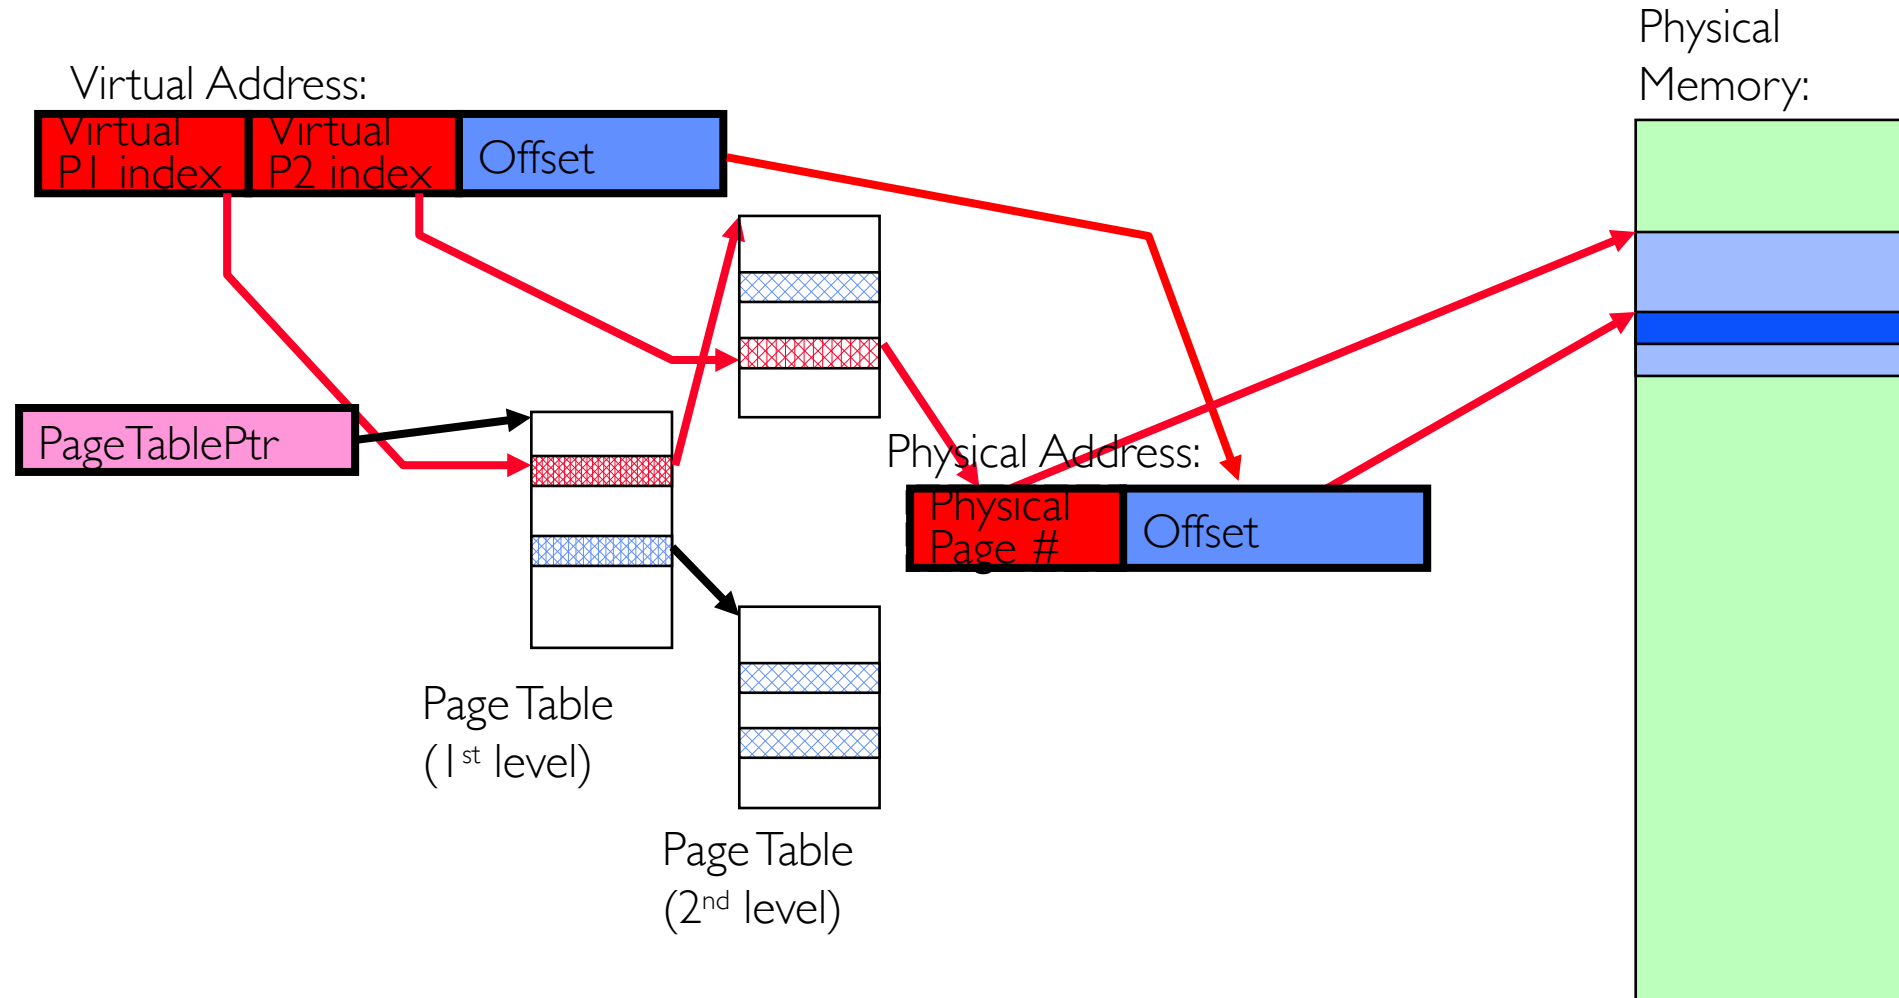 Physical
Memory:
Virtual Address:
Virtual
P1 index
Virtual
P2 index
Offset
PageTablePtr
Physical Address:
Physical
Page #
Offset
Page Table
(1st level)
Page Table
(2nd level)